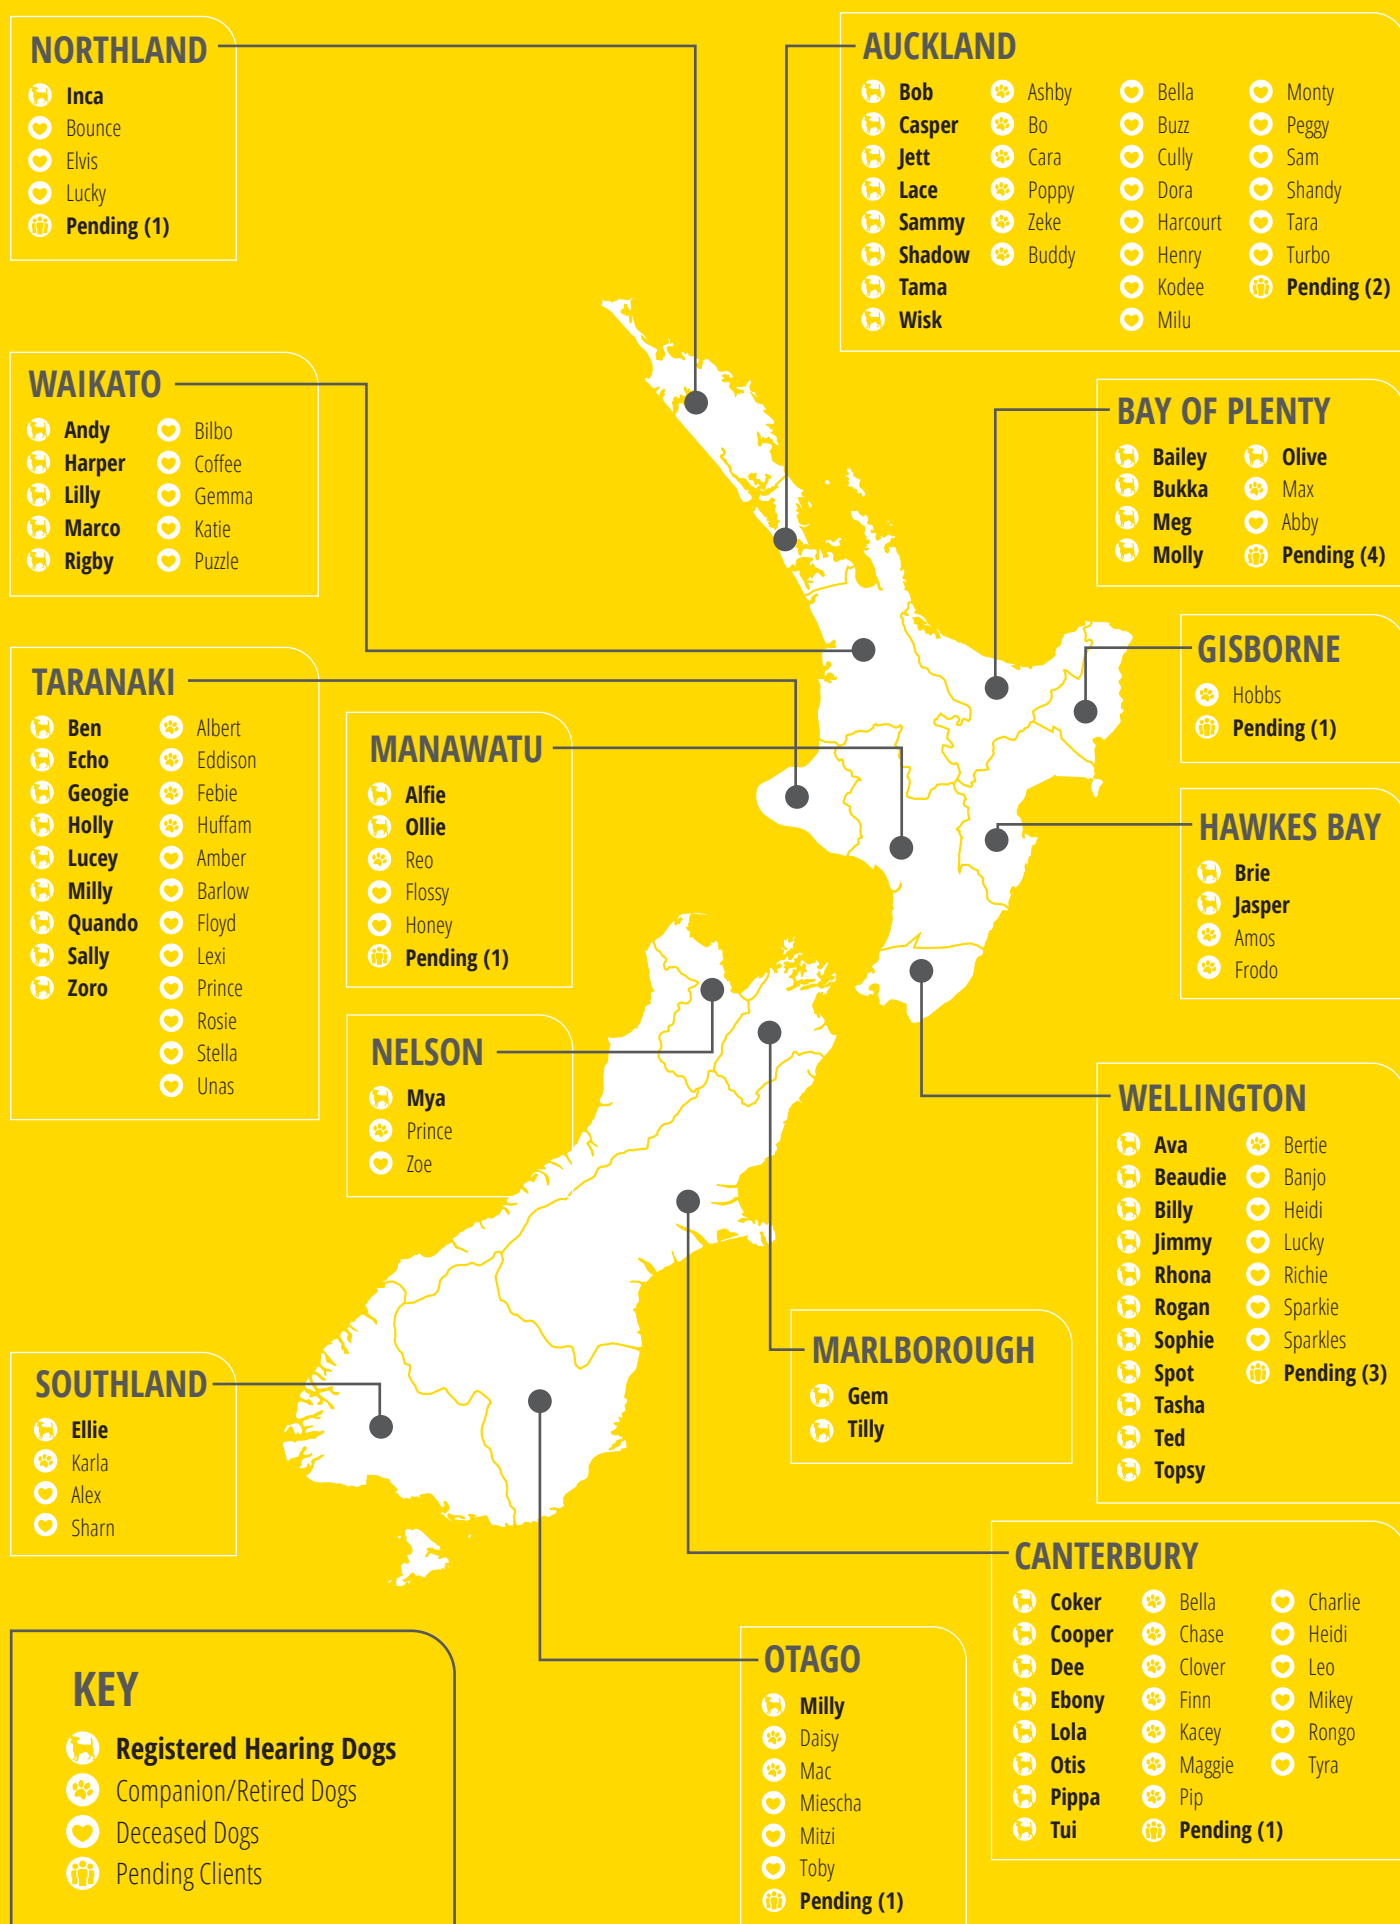 NORTHLAND
Inca
Bounce
Elvis
Lucky
Pending (1)
AUCKLAND
Bob
Casper
Jett
Lace
Sammy
Shadow
Tama
Wisk
Ashby
Bo
Cara
Poppy
Zeke
Buddy
Bella
Buzz
Cully
Dora
Harcourt
Henry
Kodee
Milu
Monty
Peggy
Sam
Shandy
Tara
Turbo
Pending (2)
WAIKATO
Andy
Harper
Lilly
Marco
Rigby
Bilbo
Coffee
Gemma
Katie
Puzzle
BAY OF PLENTY
Bailey
Bukka
Meg
Molly
Olive
Max
Abby
Pending (4)
GISBORNE
Hobbs
Pending (1)
TARANAKI
Ben
Echo
Geogie
Holly
Lucey
Milly
Quando
Sally
Zoro
Albert
Eddison
Febie
Huffam
Amber
Barlow
Floyd
Lexi
Prince
Rosie
Stella
Unas
MANAWATU
Alfie
Ollie
Reo
Flossy
Honey
Pending (1)
HAWKES BAY
Brie
Jasper
Amos
Frodo
NELSON
Mya
Prince
Zoe
WELLINGTON
Ava
Beaudie
Billy
Jimmy
Rhona
Rogan
Sophie
Spot
Tasha
Ted
Topsy
Bertie
Banjo
Heidi
Lucky
Richie
Sparkie
Sparkles
Pending (3)
MARLBOROUGH
Gem
Tilly
SOUTHLAND
Ellie
Karla
Alex
Sharn
CANTERBURY
Coker
Cooper
Dee
Ebony
Lola
Otis
Pippa
Tui
Bella
Chase
Clover
Finn
Kacey
Maggie
Pip
Pending (1)
Charlie
Heidi
Leo
Mikey
Rongo
Tyra
OTAGO
Milly
Daisy
Mac
Miescha
Mitzi
Toby
Pending (1)
KEY
Registered Hearing Dogs
Companion/Retired Dogs
Deceased Dogs
Pending Clients